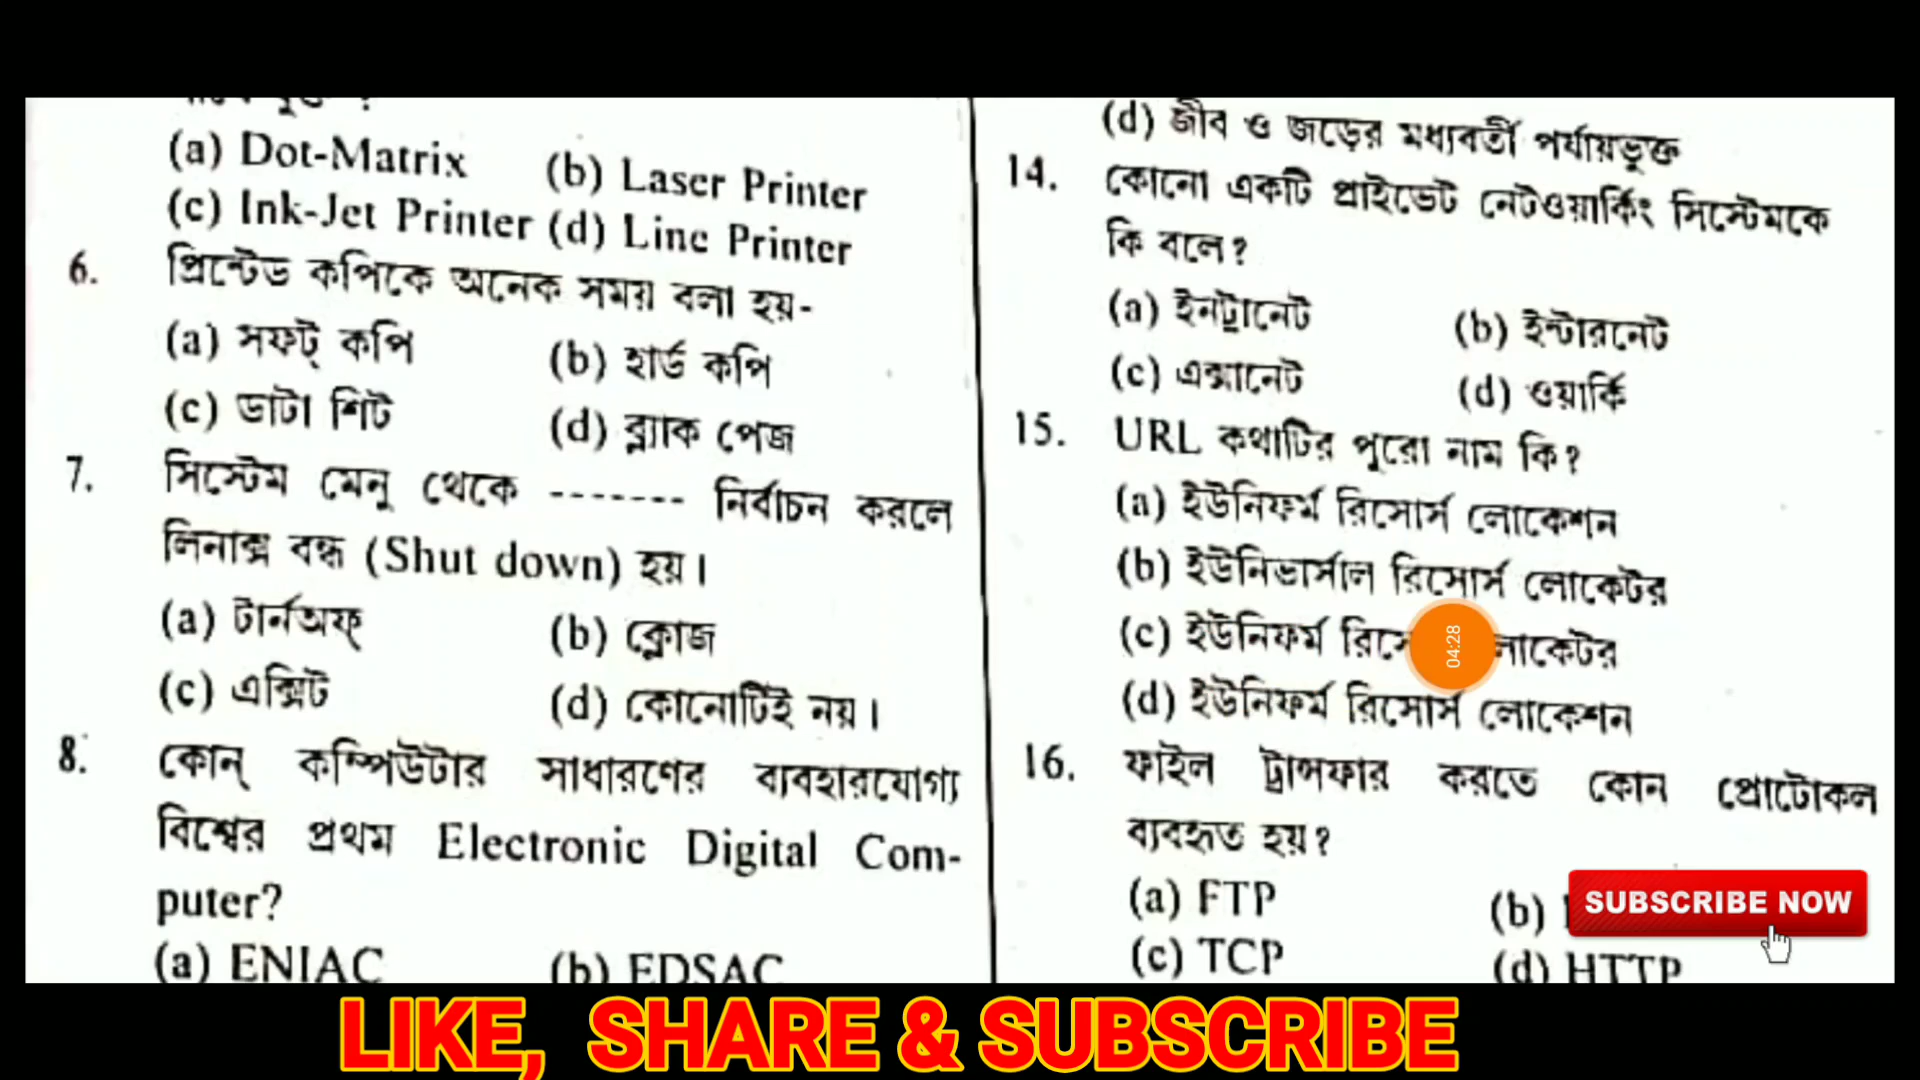 (a) Dot-Matrix (b) Laser Printer
(c) Ink-Jet Printer (d) Line Printer
6. প্রিন্টেড কপিকে অনেক সময় বলা হয়-
(a) সফট্ কপি (b) হার্ড কপি
(c) ডাটা শিট (d) ব্ল্যাক পেজ
7. সিস্টেম মেনু থেকে ------- নির্বাচন করলে
লিনাক্স বন্ধ (Shut down) হয়।
(a) টার্নঅফ্ (b) ক্লোজ
(c) এক্সিট (d) কোনোটিই নয়।
8. কোন্ কম্পিউটার সাধারণের ব্যবহারযোগ্য
বিশ্বের প্রথম Electronic Digital Com-
puter?
(a) ENIAC (b) EDSAC
(d) জীব ও জড়ের মধ্যবর্তী পর্যায়ভুক্ত
14. কোনো একটি প্রাইভেট নেটওয়ার্কিং সিস্টেমকে
কি বলে?
(a) ইনট্রানেট (b) ইন্টারনেট
(c) এক্সানেট (d) ওয়ার্কি
15. URL কথাটির পুরো নাম কি?
(a) ইউনিফর্ম রিসোর্স লোকেশন
(b) ইউনিভার্সাল রিসোর্স লোকেটর
(c) ইউনিফর্ম
04:28
(d) ইউনিফর্ম রিসোর্স লোকেশন
16. ফাইল ট্রান্সফার করতে কোন প্রোটোকল
ব্যবহৃত হয়?
(a) FTP (b)
SUBSCRIBE NOW
(c) TCP (d) HTTP
LIKE, SHARE & SUBSCRIBE